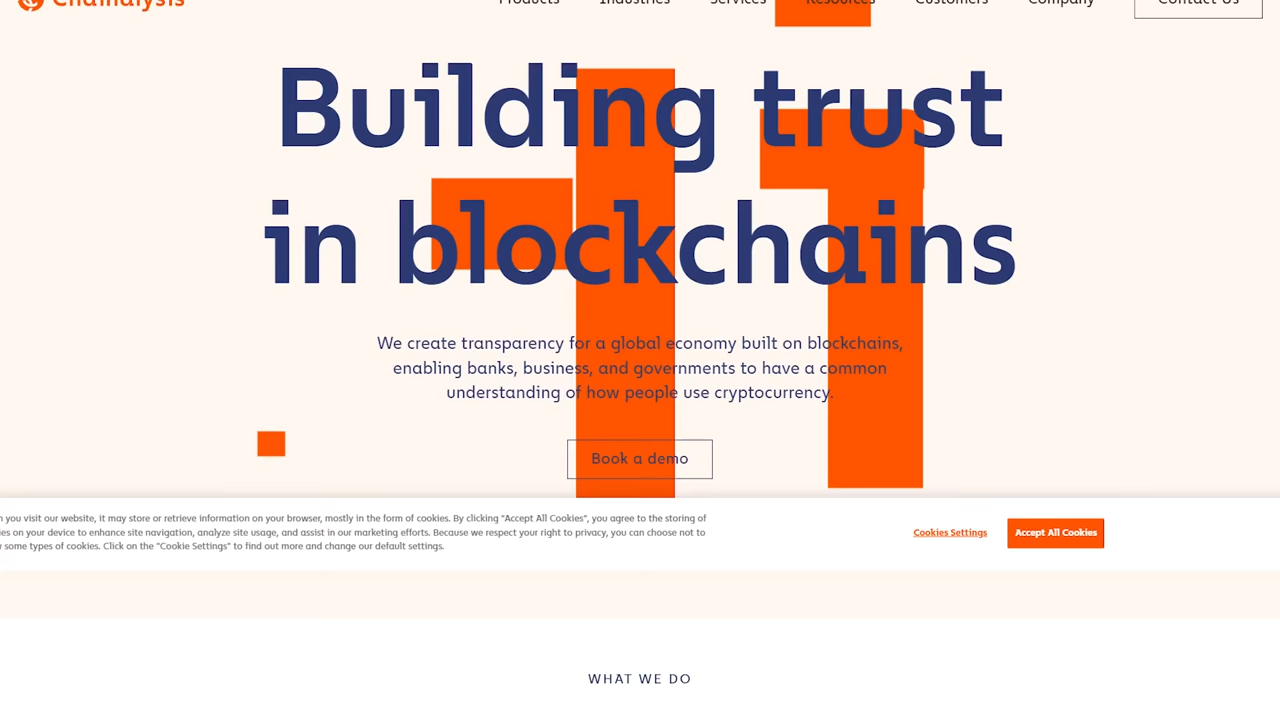 Chainalysis
Products Industries Services Resources Customers Company Contact Us
Building trust
in blockchains
We create transparency for a global economy built on blockchains,
enabling banks, business, and governments to have a common
understanding of how people use cryptocurrency.
Book a demo
you visit our website, it may store or retrieve information on your browser, mostly in the form of cookies. By clicking "Accept All Cookies", you agree to the storing of
on your device to enhance site navigation, analyze site usage, and assist in our marketing efforts. Because we respect your right to privacy, you can choose not to
some types of cookies. Click on the "Cookie Settings" to find out more and change our default settings.
Cookies Settings
Accept All Cookies
WHAT WE DO